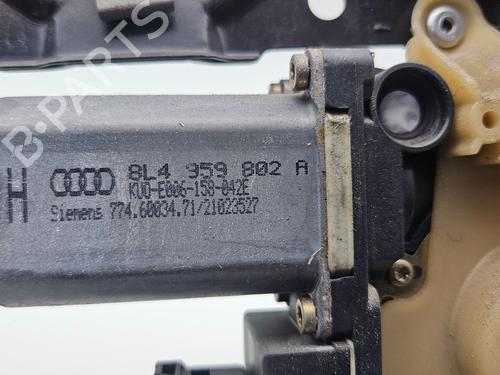 B-PARTS
H 8L4 959 802 A
KUD-E006-158-042E
Siemens 774.60034.71/21023527